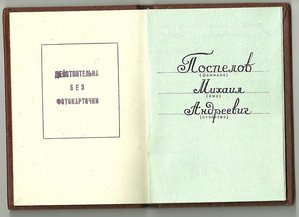 ДЕЙСТВИТЕЛЬНА
БЕЗ
ФОТОКАРТОЧКИ
Поспелов
(фамилия)
Михаил
(имя)
Андреевич
(отчество)